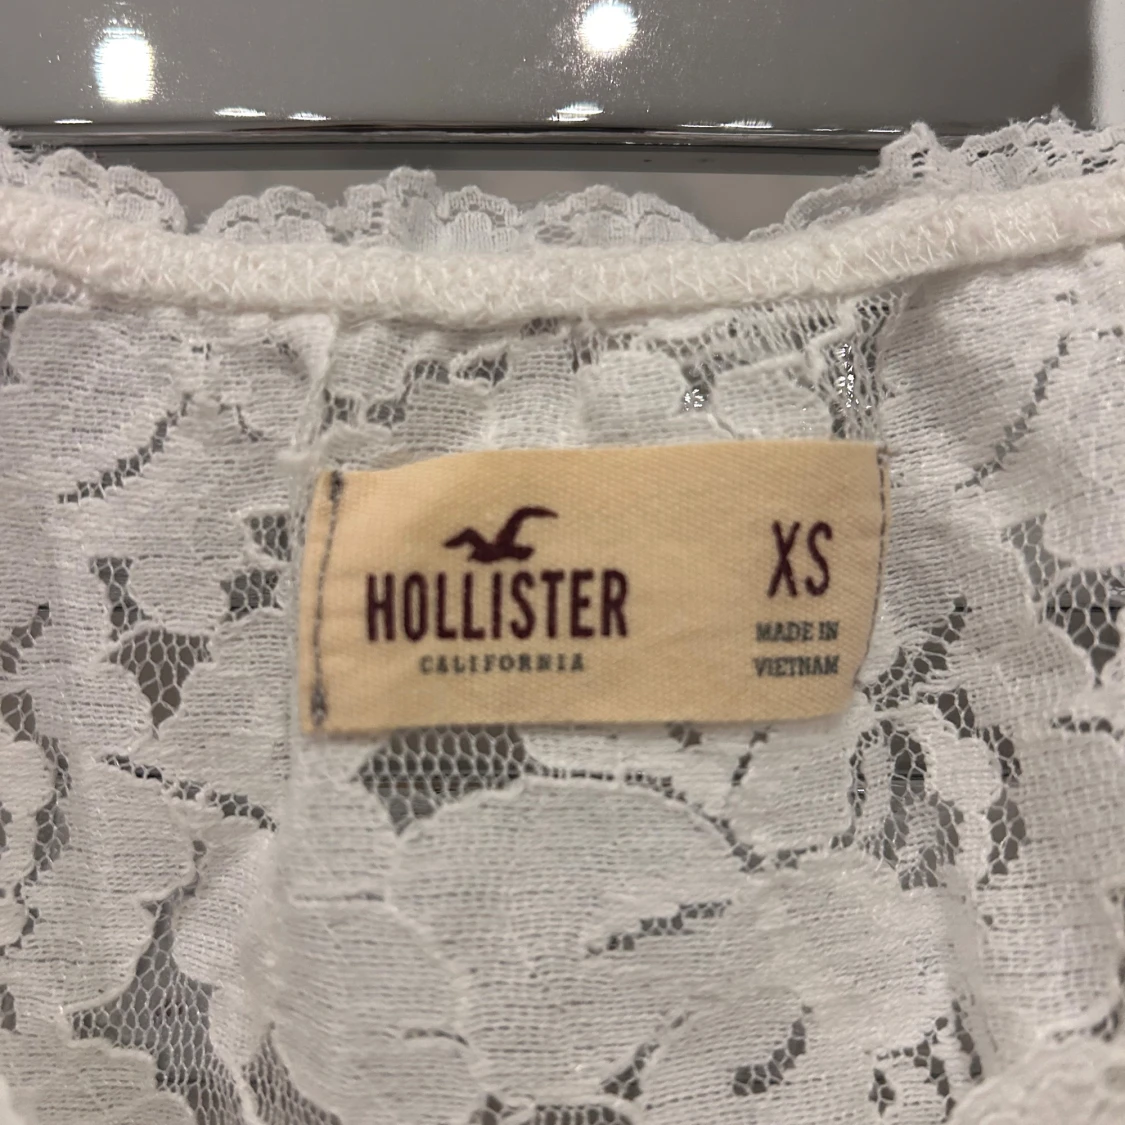 HOLLISTER
CALIFORNIA
XS
MADE IN
VIETNAM